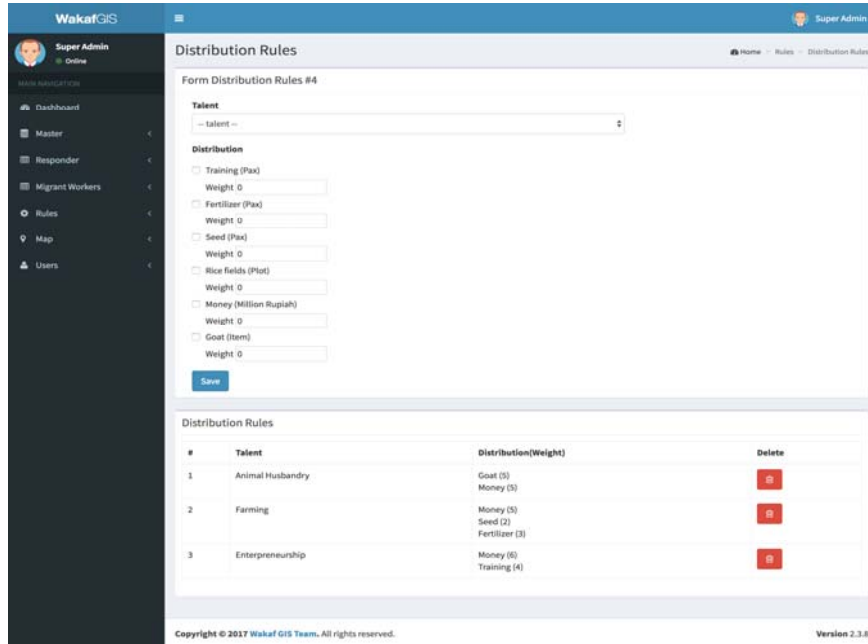 WakafGIS
Super Admin
Super Admin
Online
MAIN NAVIGATION
Dashboard
Master
Responder
Migrant Workers
Rules
Map
Users
Distribution Rules
Home > Rules > Distribution Rules
Form Distribution Rules #4
Talent
-- talent --
Distribution
Training (Pax)
Weight 0
Fertilizer (Pax)
Weight 0
Seed (Pax)
Weight 0
Rice fields (Plot)
Weight 0
Money (Million Rupiah)
Weight 0
Goat (Item)
Weight 0
Save
Distribution Rules
# Talent Distribution(Weight) Delete
1 Animal Husbandry Goat (5)
Money (5)
2 Farming Money (5)
Seed (2)
Fertilizer (3)
3 Enterpreneurship Money (6)
Training (4)
Copyright © 2017 Wakaf GIS Team. All rights reserved.
Version 2.3.8